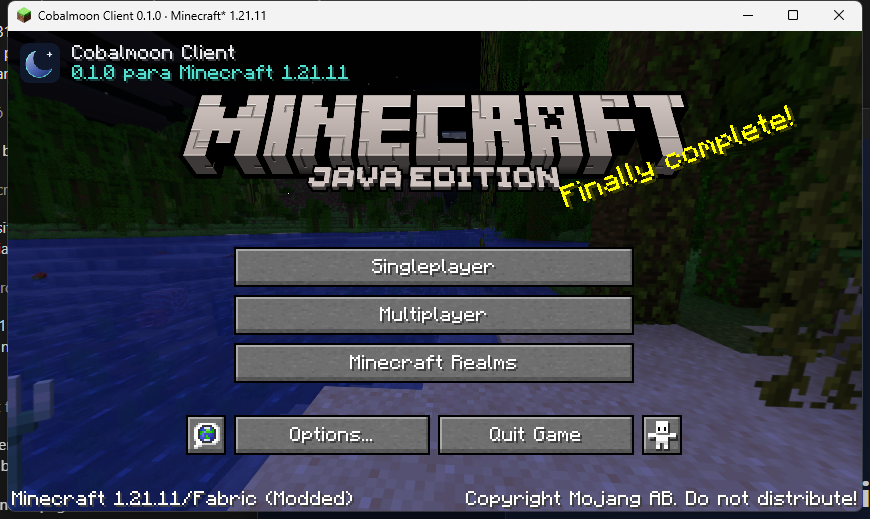 Cobalmoon Client 0.1.0 - Minecraft* 1.21.11
Cobalmoon Client
0.1.0 para Minecraft 1.21.11
MINECRAFT
JAVA EDITION
Finally complete!
Singleplayer
Multiplayer
Minecraft Realms
Options...
Quit Game
Minecraft 1.21.11/Fabric (Modded)
Copyright Mojang AB. Do not distribute!